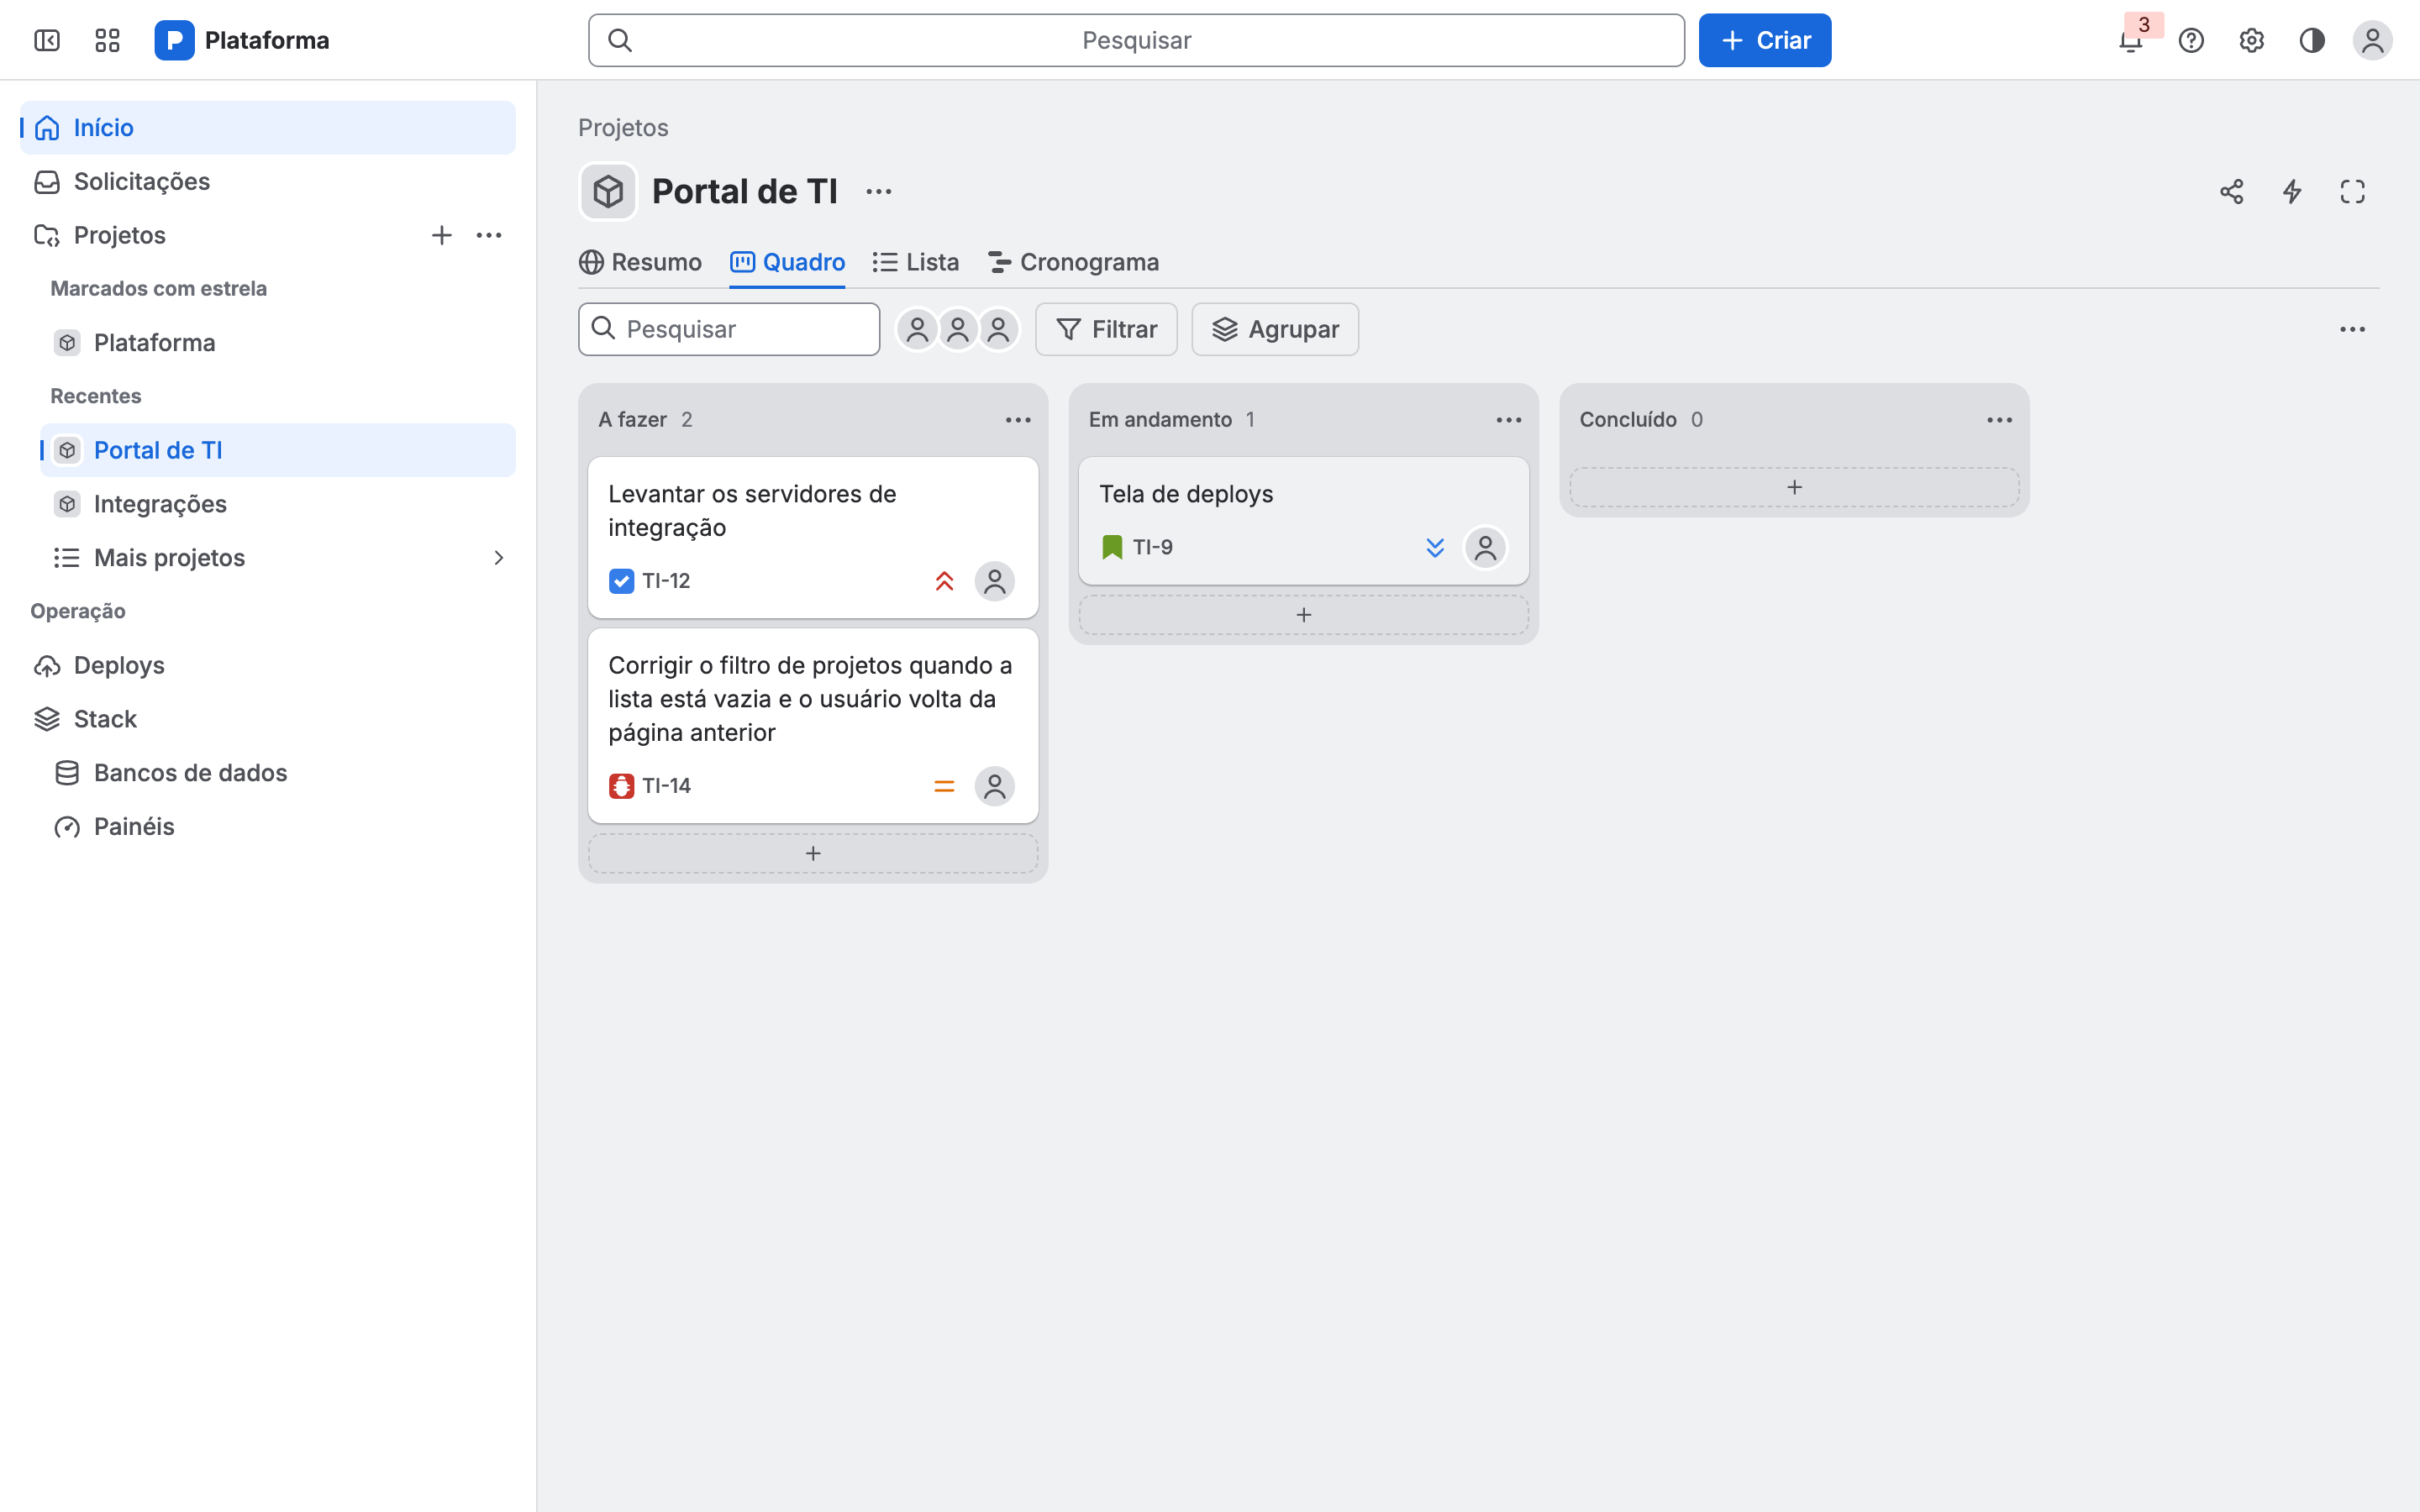 P Plataforma
Pesquisar
Criar
3
Início
Solicitações
Projetos
Marcados com estrela
Plataforma
Recentes
Portal de TI
Integrações
Mais projetos
Operação
Deploys
Stack
Bancos de dados
Painéis
Projetos
Portal de TI
Resumo
Quadro
Lista
Cronograma
Pesquisar
Filtrar
Agrupar
A fazer 2
Levantar os servidores de
integração
TI-12
Corrigir o filtro de projetos quando a
lista está vazia e o usuário volta da
página anterior
TI-14
Em andamento 1
Tela de deploys
TI-9
Concluído 0